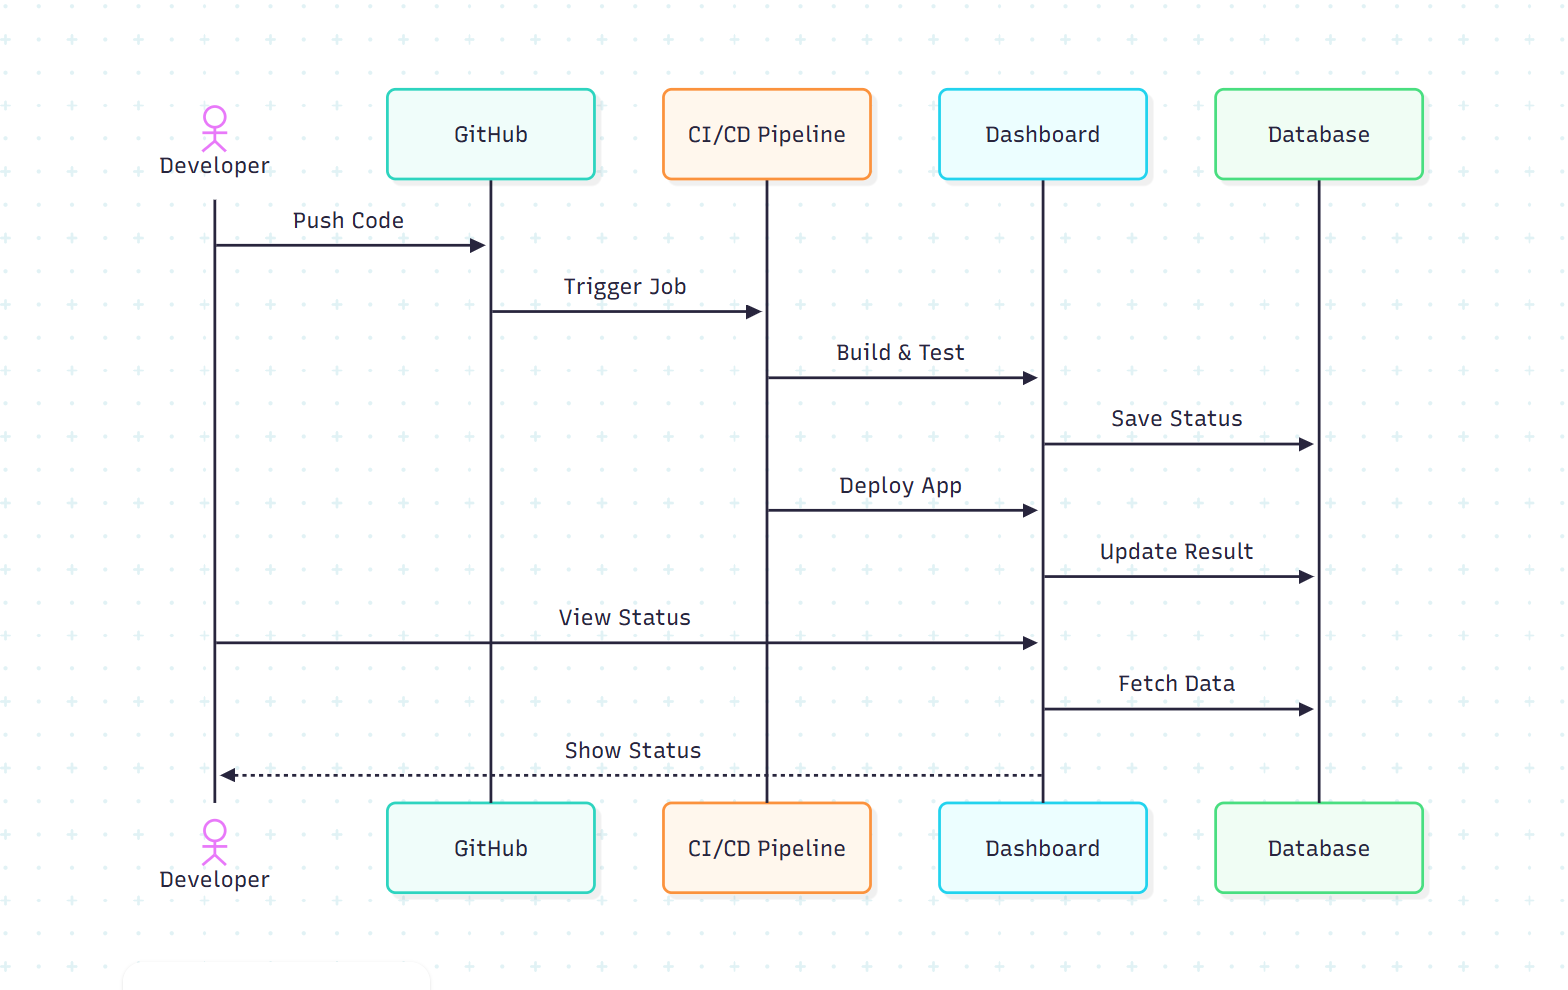 Developer
GitHub
CI/CD Pipeline
Dashboard
Database
Push Code
Trigger Job
Build & Test
Save Status
Deploy App
Update Result
View Status
Fetch Data
Show Status
Developer
GitHub
CI/CD Pipeline
Dashboard
Database